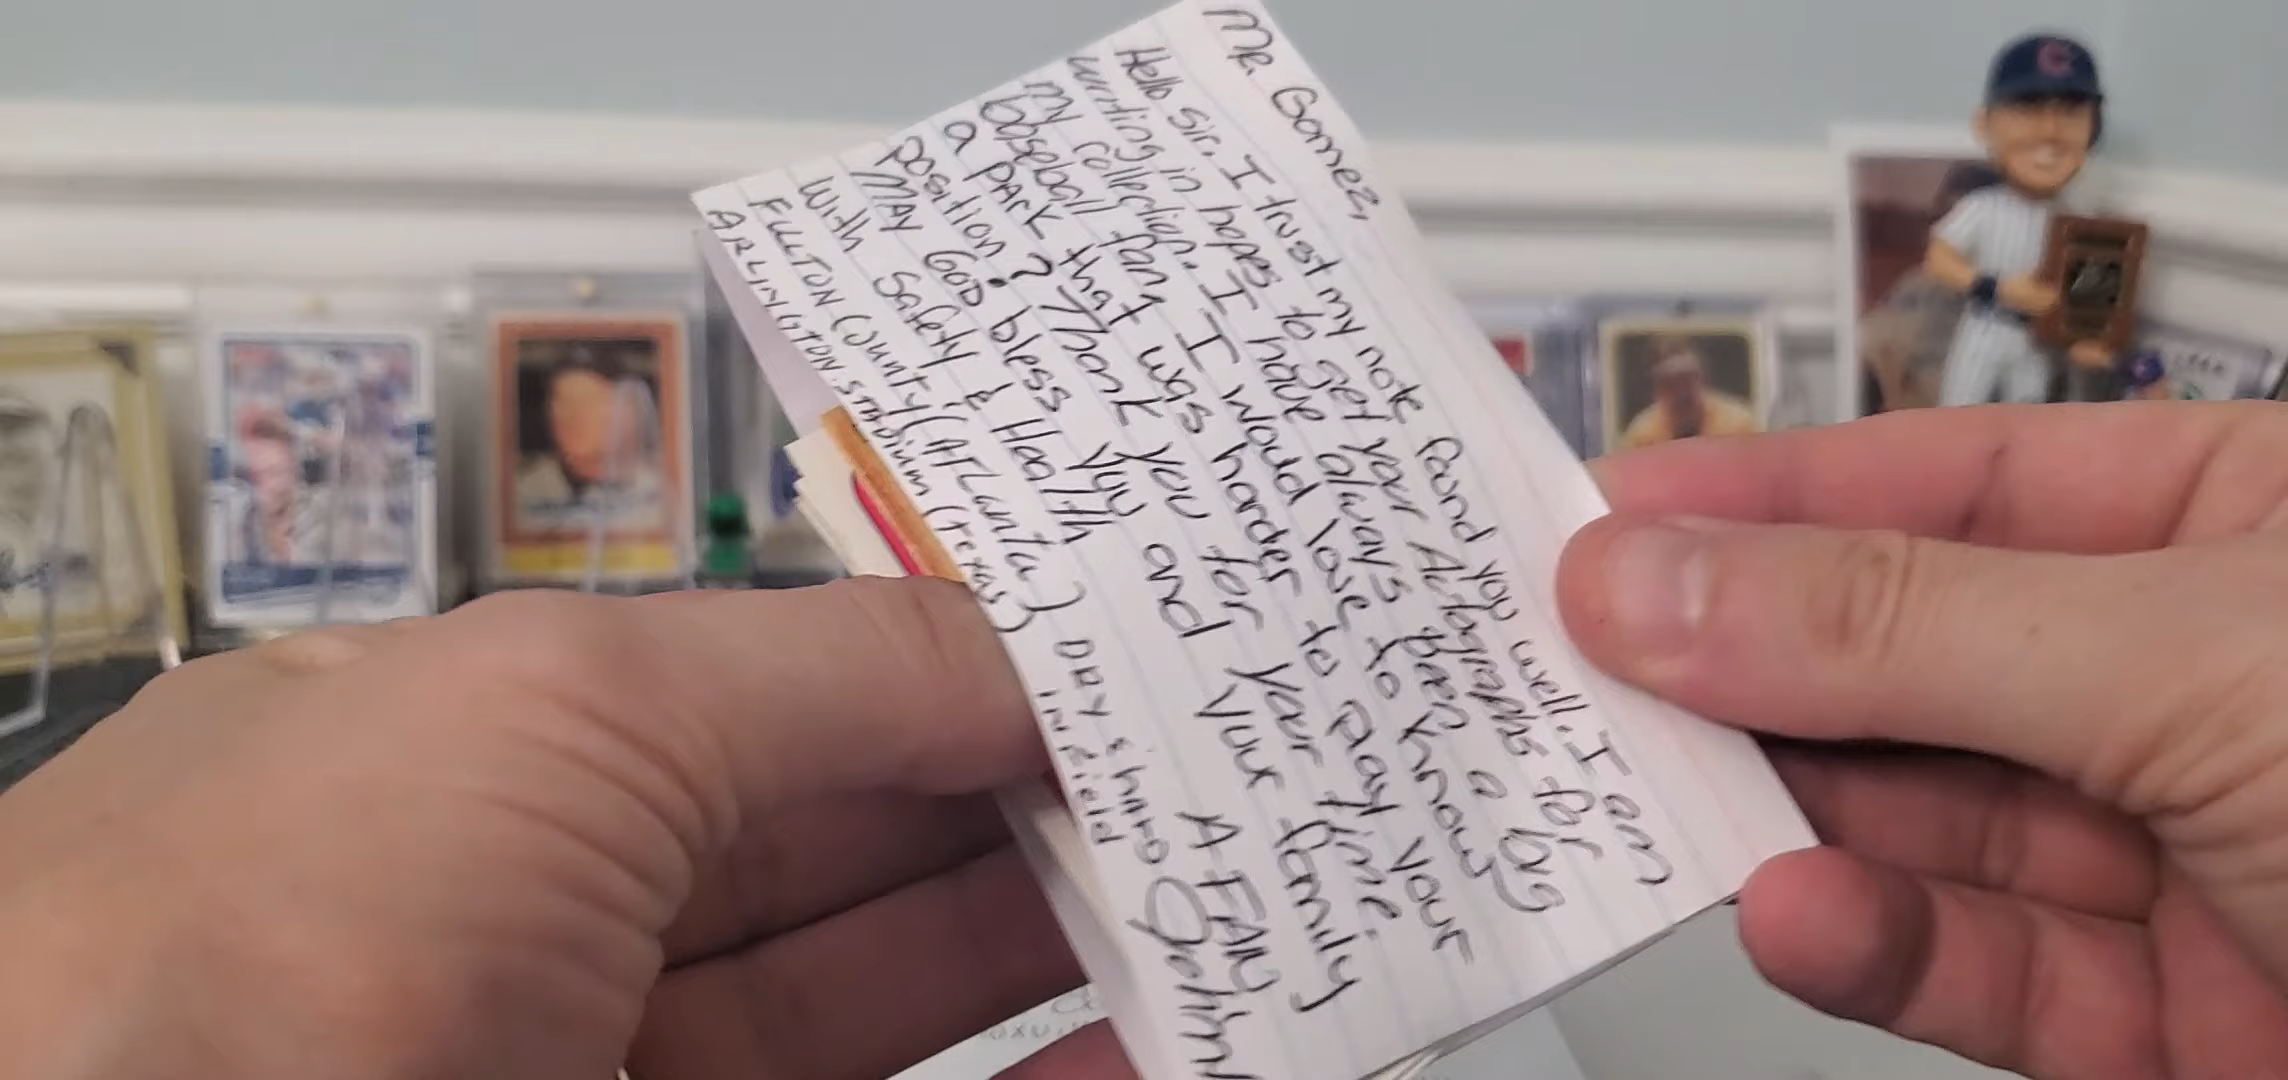 Mr. Gomez,
Hello Sir. I trust my note found you well. I am
writing in hopes to get your Autographs for
my collection. I have always been a big
baseball fan. I would love to know
a park that was harder to play your
position? Thank you for your time.
May God bless you and your family
With Safety & Health
A FAN
FULTON County (ATLanta) DRY & hard
ARLINGTON STADIUM (Texas) infield
C